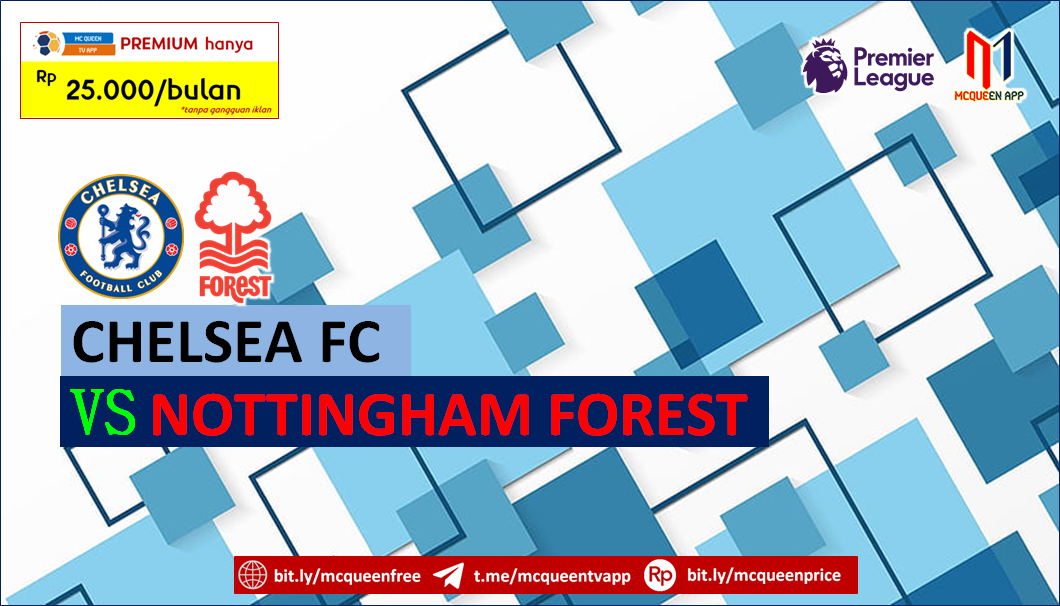 MC QUEEN
TV APP
PREMIUM hanya
Rp 25.000/bulan
*tanpa gangguan iklan
Premier
League
MCQUEEN APP
CHELSEA
FOOTBALL CLUB
FOREST
CHELSEA FC
VS NOTTINGHAM FOREST
bit.ly/mcqueenfree t.me/mcqueentvapp Rp bit.ly/mcqueenprice